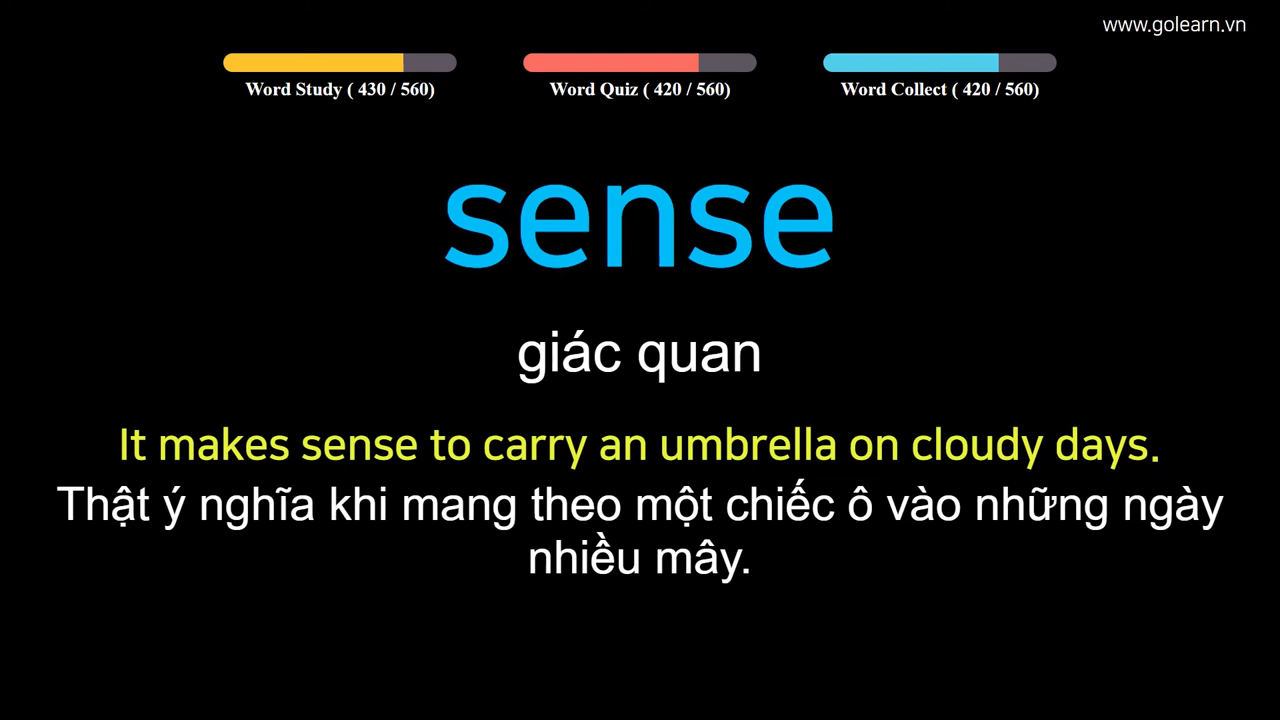 www.golearn.vn
Word Study ( 430 / 560)
Word Quiz ( 420 / 560)
Word Collect ( 420 / 560)
sense
giác quan
It makes sense to carry an umbrella on cloudy days.
Thật ý nghĩa khi mang theo một chiếc ô vào những ngày
nhiều mây.